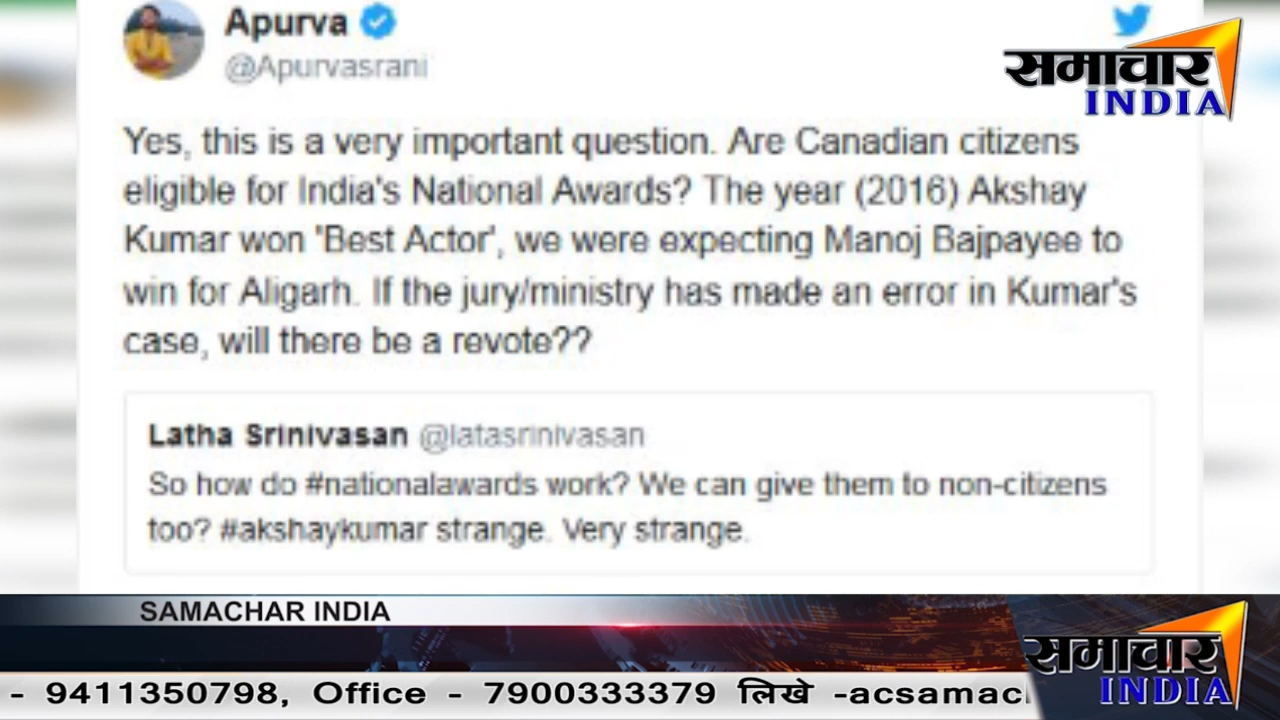 Apurva
@Apurvasrani
समाचार
INDIA
Yes, this is a very important question. Are Canadian citizens
eligible for India's National Awards? The year (2016) Akshay
Kumar won 'Best Actor', we were expecting Manoj Bajpayee to
win for Aligarh. If the jury/ministry has made an error in Kumar's
case, will there be a revote??
Latha Srinivasan @latasrinivasan
So how do #nationalawards work? We can give them to non-citizens
too? #akshaykumar strange. Very strange.
SAMACHAR INDIA
समाचार
INDIA
- 9411350798, Office - 7900333379 लिखे -acsamac